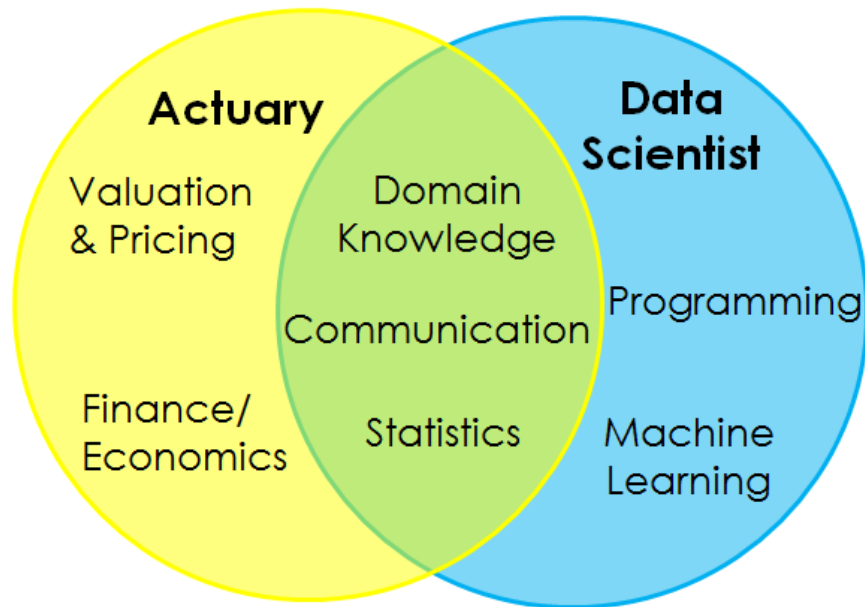 Actuary
Valuation
& Pricing
Finance/
Economics
Domain
Knowledge
Communication
Statistics
Data
Scientist
Programming
Machine
Learning